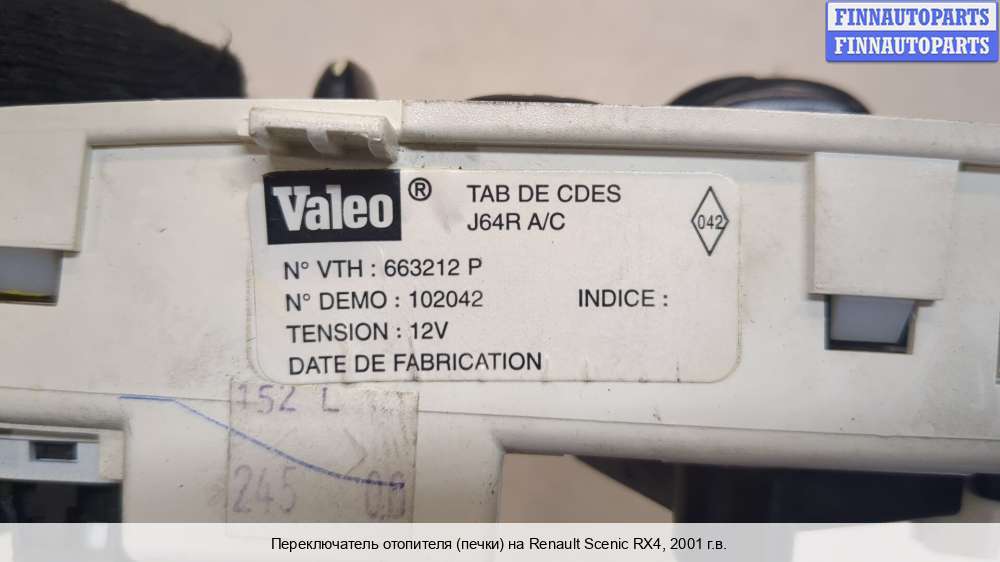 FINNAUTOPARTS
FINNAUTOPARTS
Valeo ®
TAB DE CDES
J64R A/C
042
N° VTH : 663212 P
N° DEMO : 102042
INDICE :
TENSION : 12V
DATE DE FABRICATION
152 L
245
Переключатель отопителя (печки) на Renault Scenic RX4, 2001 г.в.